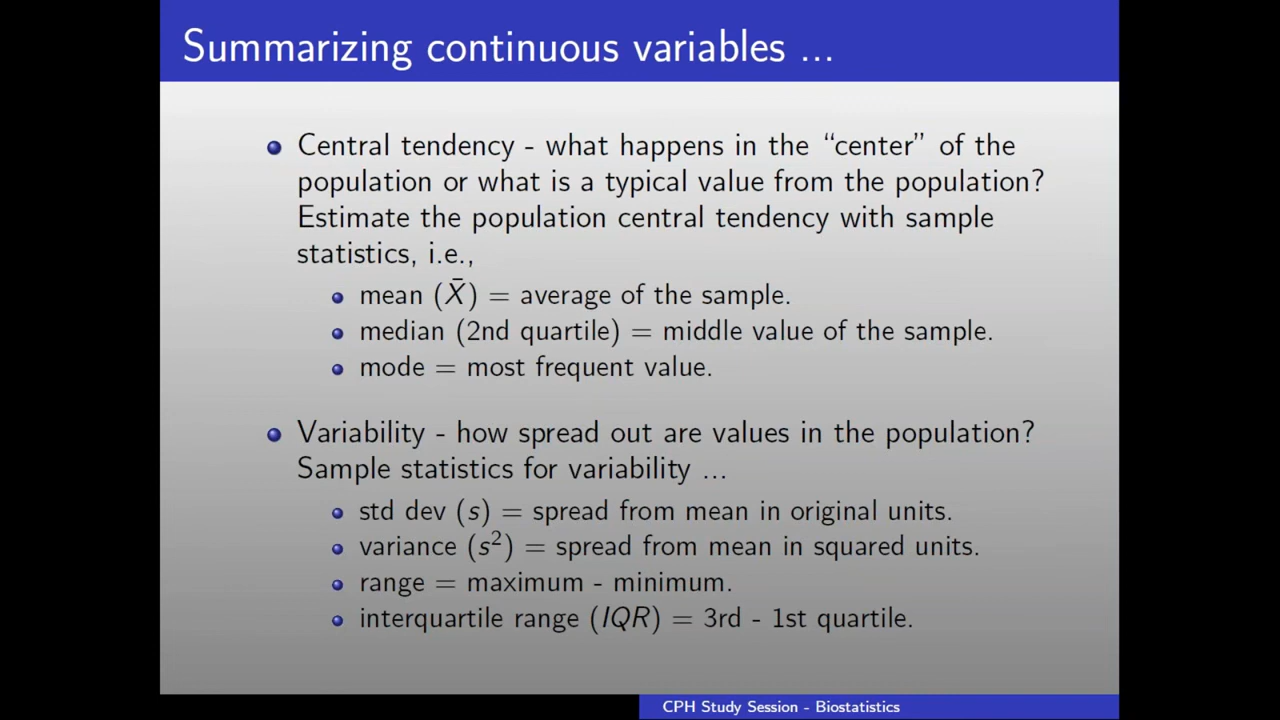 Summarizing continuous variables ...
Central tendency - what happens in the “center” of the
population or what is a typical value from the population?
Estimate the population central tendency with sample
statistics, i.e.,
mean (X̄) = average of the sample.
median (2nd quartile) = middle value of the sample.
mode = most frequent value.
Variability - how spread out are values in the population?
Sample statistics for variability ...
std dev (s) = spread from mean in original units.
variance (s²) = spread from mean in squared units.
range = maximum - minimum.
interquartile range (IQR) = 3rd - 1st quartile.
CPH Study Session - Biostatistics